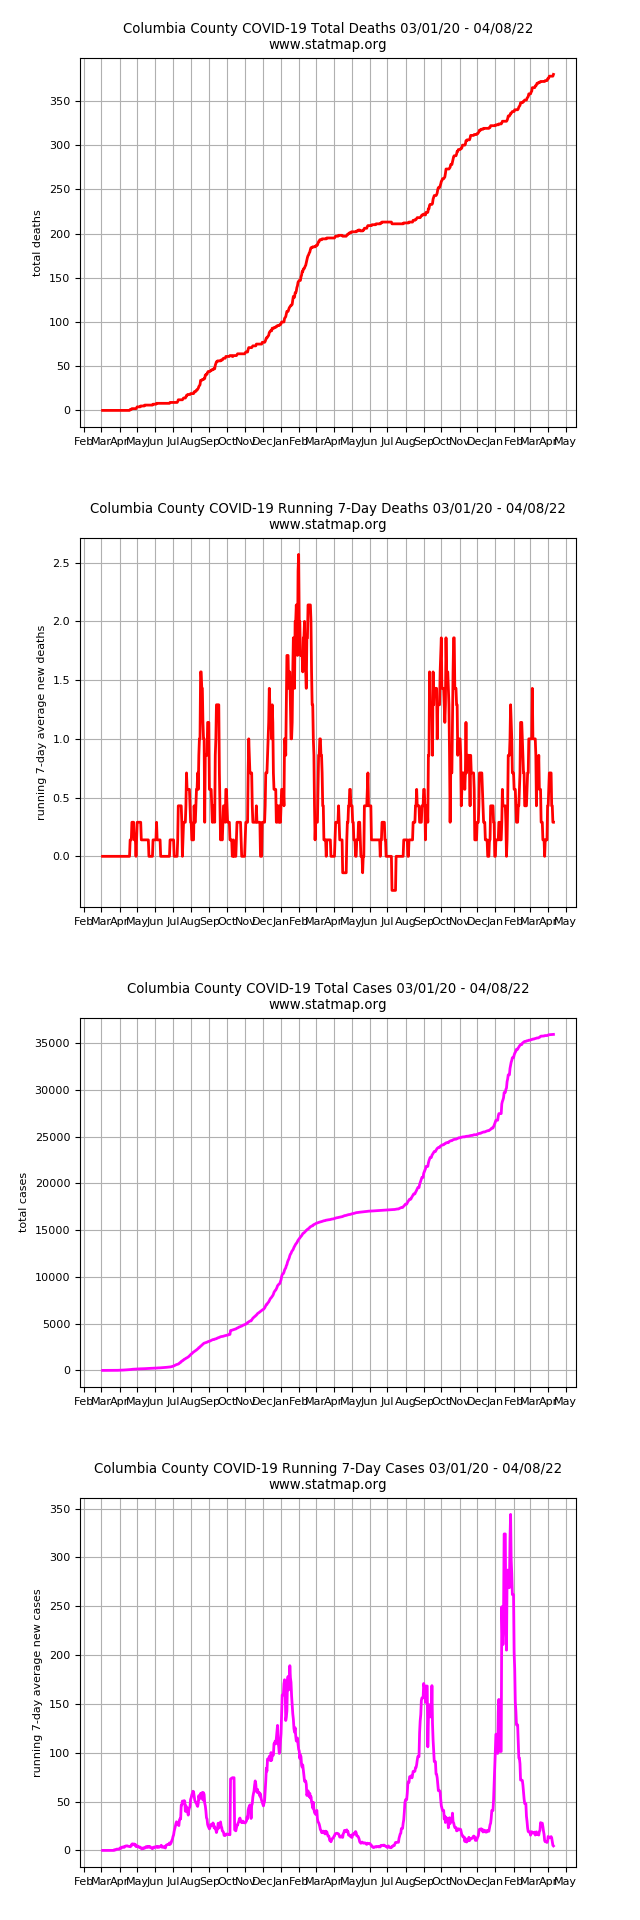 Columbia County COVID-19 Total Deaths 03/01/20 - 04/08/22
www.statmap.org
350
300
250
200
150
100
50
0
total deaths
Feb Mar Apr May Jun Jul Aug Sep Oct Nov Dec Jan Feb Mar Apr May Jun Jul Aug Sep Oct Nov Dec Jan Feb Mar Apr May
Columbia County COVID-19 Running 7-Day Deaths 03/01/20 - 04/08/22
www.statmap.org
2.5
2.0
1.5
1.0
0.5
0.0
running 7-day average new deaths
Feb Mar Apr May Jun Jul Aug Sep Oct Nov Dec Jan Feb Mar Apr May Jun Jul Aug Sep Oct Nov Dec Jan Feb Mar Apr May
Columbia County COVID-19 Total Cases 03/01/20 - 04/08/22
www.statmap.org
35000
30000
25000
20000
15000
10000
5000
0
total cases
Feb Mar Apr May Jun Jul Aug Sep Oct Nov Dec Jan Feb Mar Apr May Jun Jul Aug Sep Oct Nov Dec Jan Feb Mar Apr May
Columbia County COVID-19 Running 7-Day Cases 03/01/20 - 04/08/22
www.statmap.org
350
300
250
200
150
100
50
0
running 7-day average new cases
Feb Mar Apr May Jun Jul Aug Sep Oct Nov Dec Jan Feb Mar Apr May Jun Jul Aug Sep Oct Nov Dec Jan Feb Mar Apr May